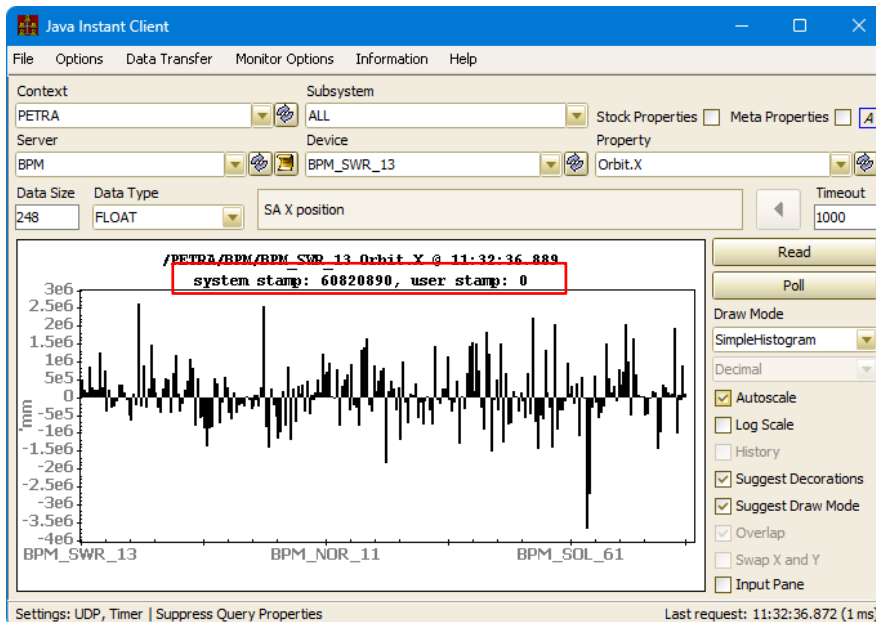 Java Instant Client
File Options Data Transfer Monitor Options Information Help
Context Subsystem
PETRA ALL Stock Properties Meta Properties A
Server Device Property
BPM BPM_SWR_13 Orbit.X
Data Size Data Type Timeout
248 FLOAT SA X position 1000
/PETRA/BPM/BPM_SWR_13 Orbit.X @ 11:32:36.889
system stamp: 60820890, user stamp: 0
3e6
2.5e6
2e6
1.5e6
1e6
5e5
0
-5e5
-1e6
-1.5e6
-2e6
-2.5e6
-3e6
-3.5e6
-4e6
'mm
BPM_SWR_13 BPM_NOR_11 BPM_SOL_61
Read
Poll
Draw Mode
SimpleHistogram
Decimal
Autoscale
Log Scale
History
Suggest Decorations
Suggest Draw Mode
Overlap
Swap X and Y
Input Pane
Settings: UDP, Timer | Suppress Query Properties Last request: 11:32:36.872 (1 ms)